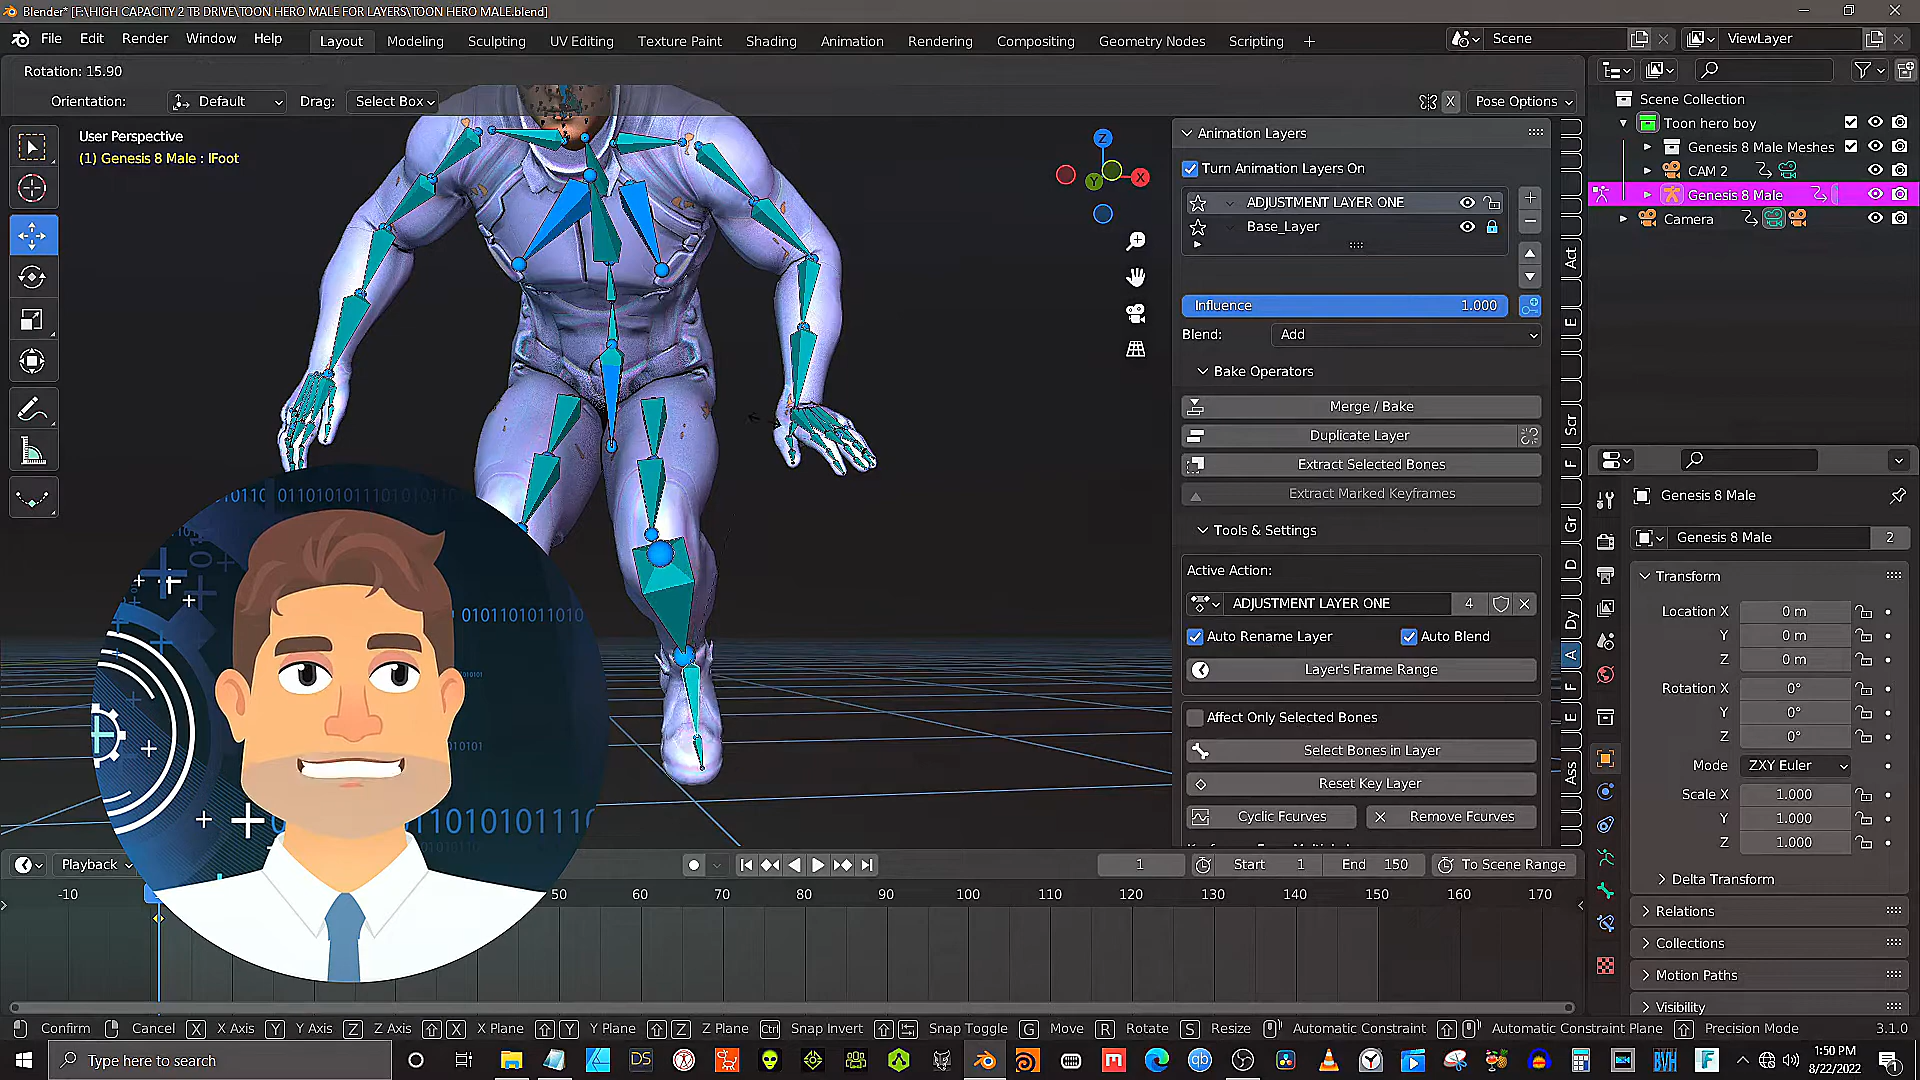 Blender* [F:\HIGH CAPACITY 2 TB DRIVE\TOON HERO MALE FOR LAYERS\TOON HERO MALE.blend]
File Edit Render Window Help Layout Modeling Sculpting UV Editing Texture Paint Shading Animation Rendering Compositing Geometry Nodes Scripting + Scene ViewLayer
Rotation: 15.90
Orientation: Default Drag: Select Box X Pose Options
Scene Collection
Toon hero boy
Genesis 8 Male Meshes
CAM 2
Genesis 8 Male
Camera
User Perspective
(1) Genesis 8 Male : lFoot
Z
X
Y
Animation Layers
Turn Animation Layers On
ADJUSTMENT LAYER ONE
Base_Layer
Influence 1.000
Blend: Add
Bake Operators
Merge / Bake
Duplicate Layer
Extract Selected Bones
Extract Marked Keyframes
Tools & Settings
Active Action:
ADJUSTMENT LAYER ONE 4
Auto Rename Layer Auto Blend
Layer's Frame Range
Affect Only Selected Bones
Select Bones in Layer
Reset Key Layer
Cyclic Fcurves Remove Fcurves
Act
E
Scr
F
Gr
D
Dy
A
F
E
Ass
Genesis 8 Male
Genesis 8 Male 2
Transform
Location X 0 m
Y 0 m
Z 0 m
Rotation X 0°
Y 0°
Z 0°
Mode ZXY Euler
Scale X 1.000
Y 1.000
Z 1.000
Delta Transform
Relations
Collections
Motion Paths
Visibility
Playback 1 Start 1 End 150 To Scene Range
-10 50 60 70 80 90 100 110 120 130 140 150 160 170
Confirm Cancel X X Axis Y Y Axis Z Z Axis X X Plane Y Y Plane Z Z Plane Ctrl Snap Invert Snap Toggle G Move R Rotate S Resize Automatic Constraint Automatic Constraint Plane Precision Mode 3.1.0
Type here to search
DS
qb
BVH
1:50 PM
8/22/2022